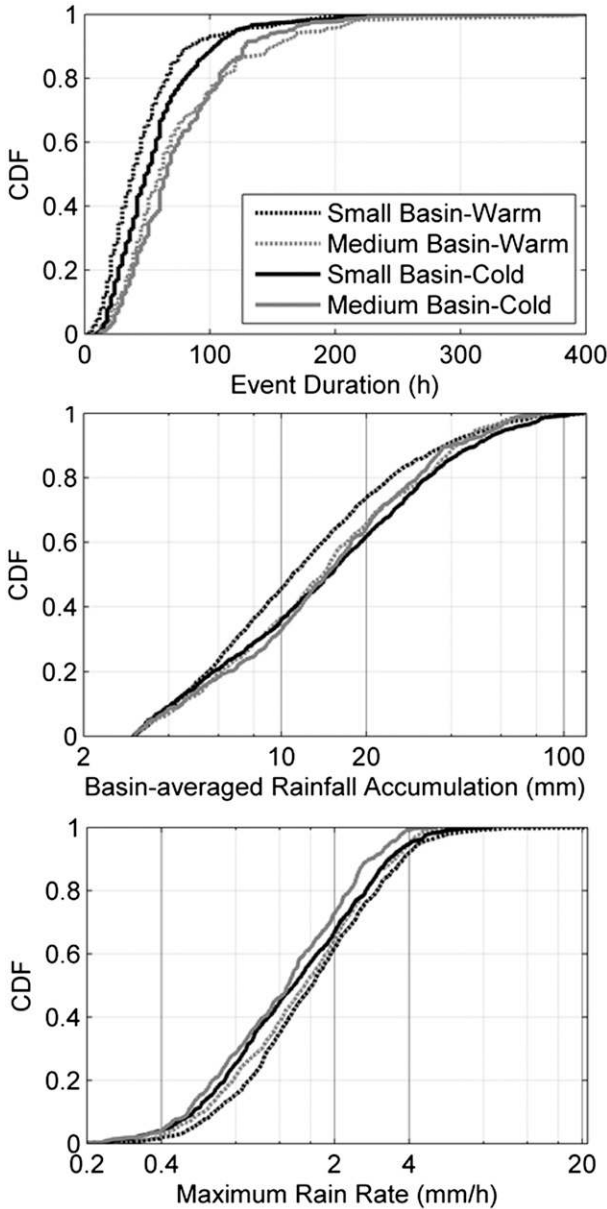 1
0.8
0.6
0.4
0.2
0
CDF
Small Basin-Warm
Medium Basin-Warm
Small Basin-Cold
Medium Basin-Cold
0 100 200 300 400
Event Duration (h)
1
0.8
0.6
0.4
0.2
0
CDF
2 10 20 100
Basin-averaged Rainfall Accumulation (mm)
1
0.8
0.6
0.4
0.2
0
CDF
0.2 0.4 2 4 20
Maximum Rain Rate (mm/h)